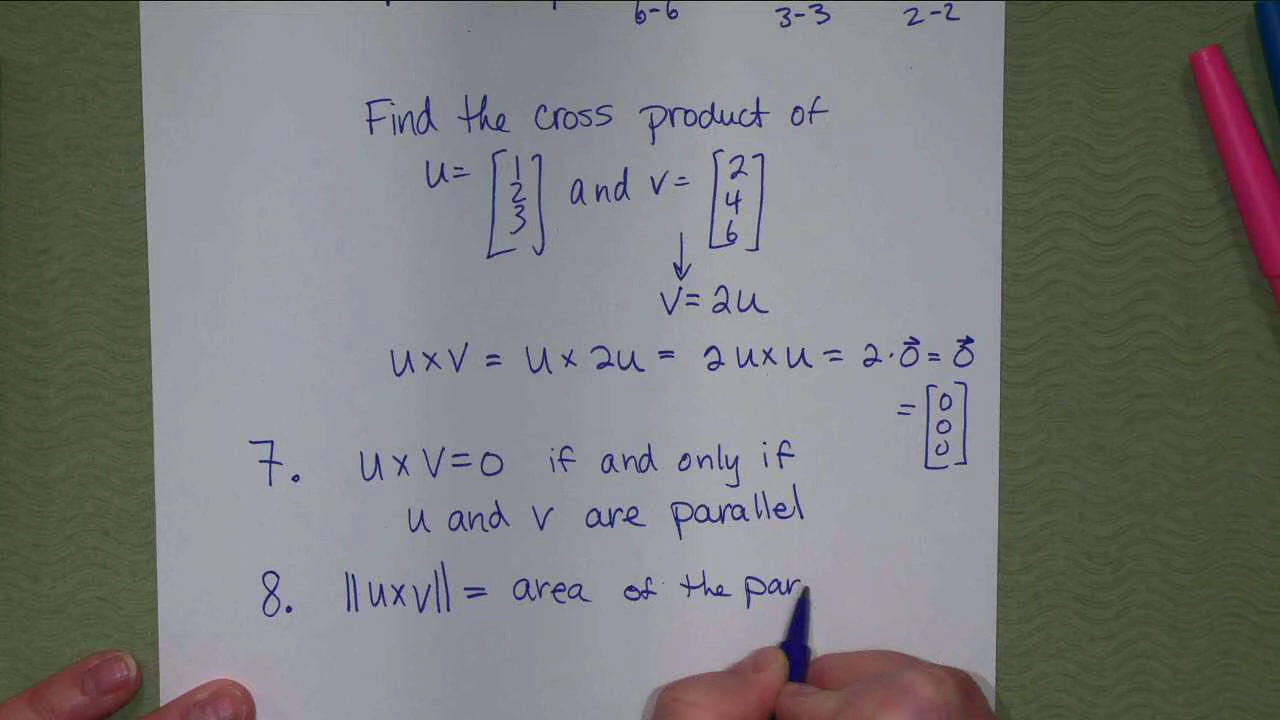 6-6 3-3 2-2
Find the cross product of
u= [1 2 3] and v= [2 4 6]
↓
v=2u
u×v = u×2u = 2u×u = 2·0⃗ = 0⃗
= [0 0 0]
7. u×v=0 if and only if
u and v are parallel
8. ||u×v|| = area of the par